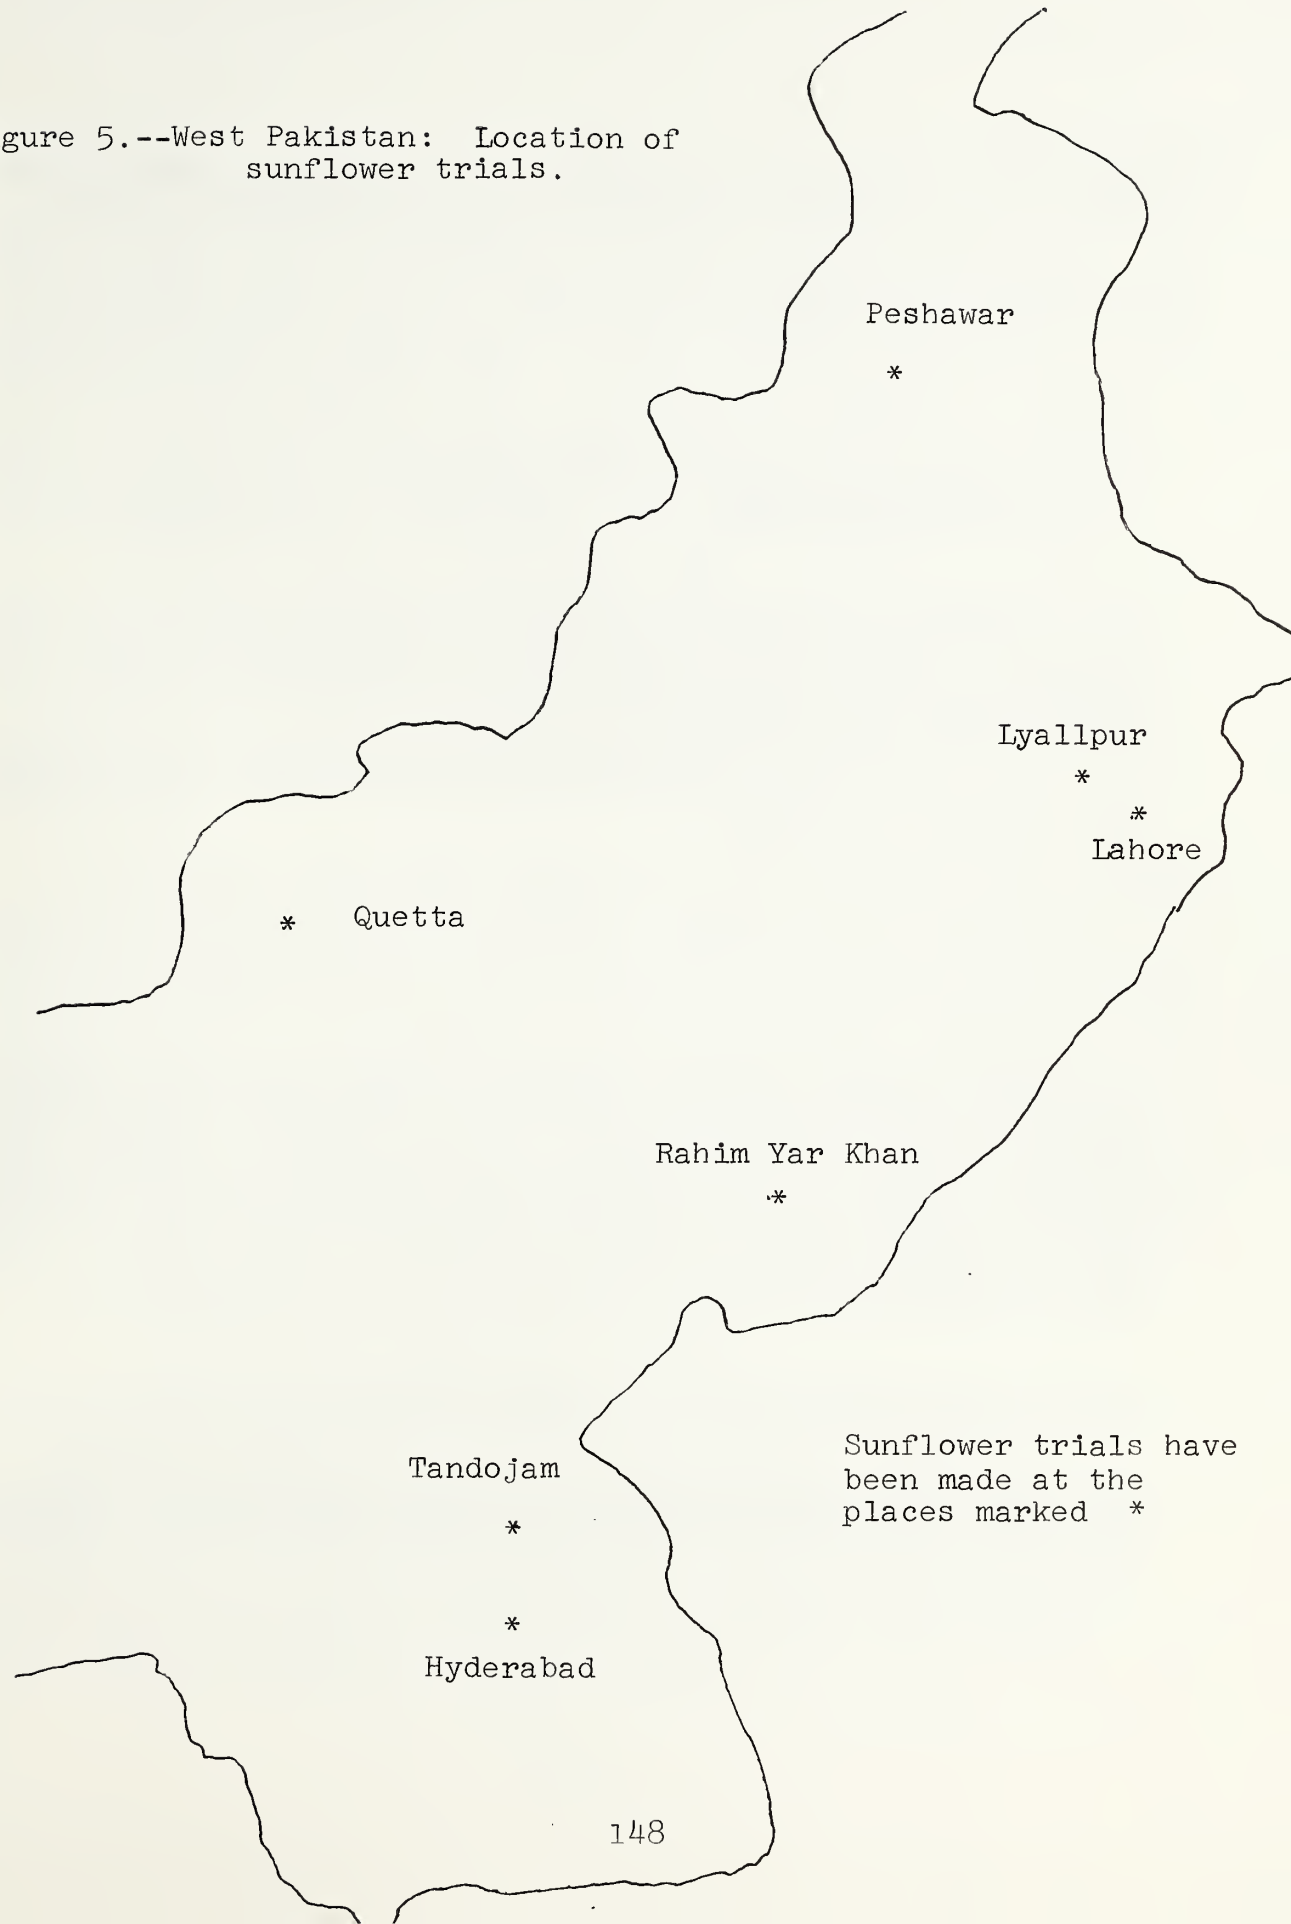 gure 5.--West Pakistan: Location of
sunflower trials.
Peshawar
*
Lyallpur
*
*
Lahore
* Quetta
Rahim Yar Khan
*
Tandojam
*
Sunflower trials have
been made at the
places marked *
*
Hyderabad
148